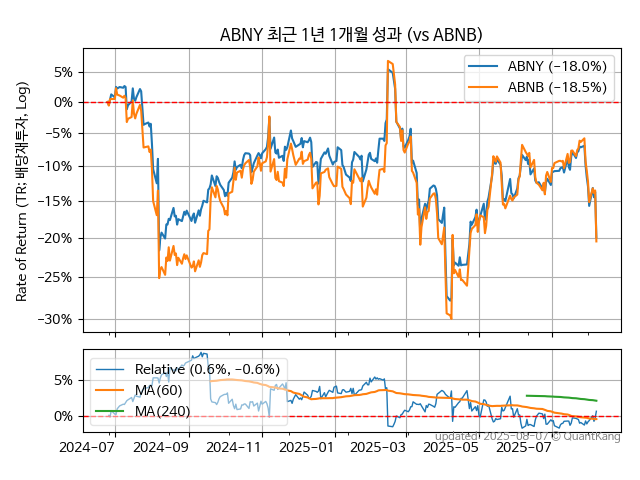 ABNY 최근 1년 1개월 성과 (vs ABNB)
Rate of Return (TR: 배당재투자, Log)
5%
0%
−5%
−10%
−15%
−20%
−25%
−30%
ABNY (−18.0%)
ABNB (−18.5%)
5%
0%
Relative (0.6%, −0.6%)
MA(60)
MA(240)
2024−07
2024−09
2024−11
2025−01
2025−03
2025−05
2025−07
updated: 2025−08−07 © QuantKang